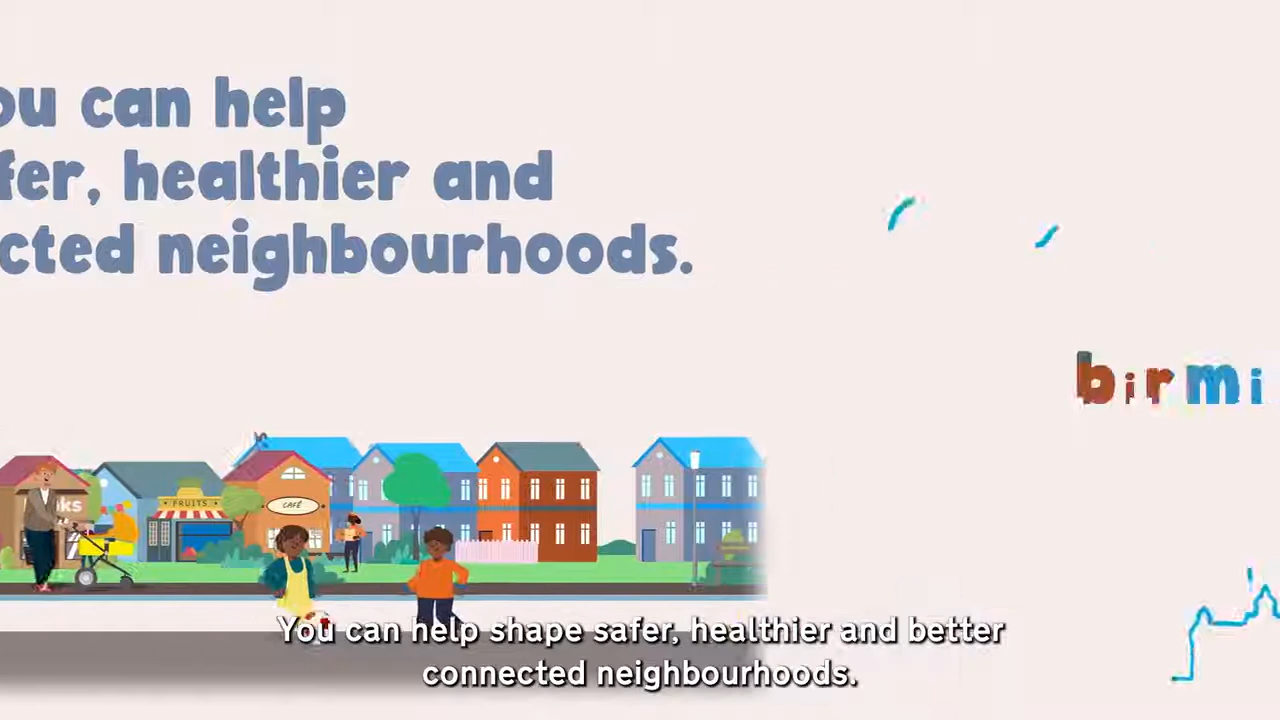 ou can help
fer, healthier and
cted neighbourhoods.
birmi
FRUITS
ks
CAFÉ
You can help shape safer, healthier and better
connected neighbourhoods.